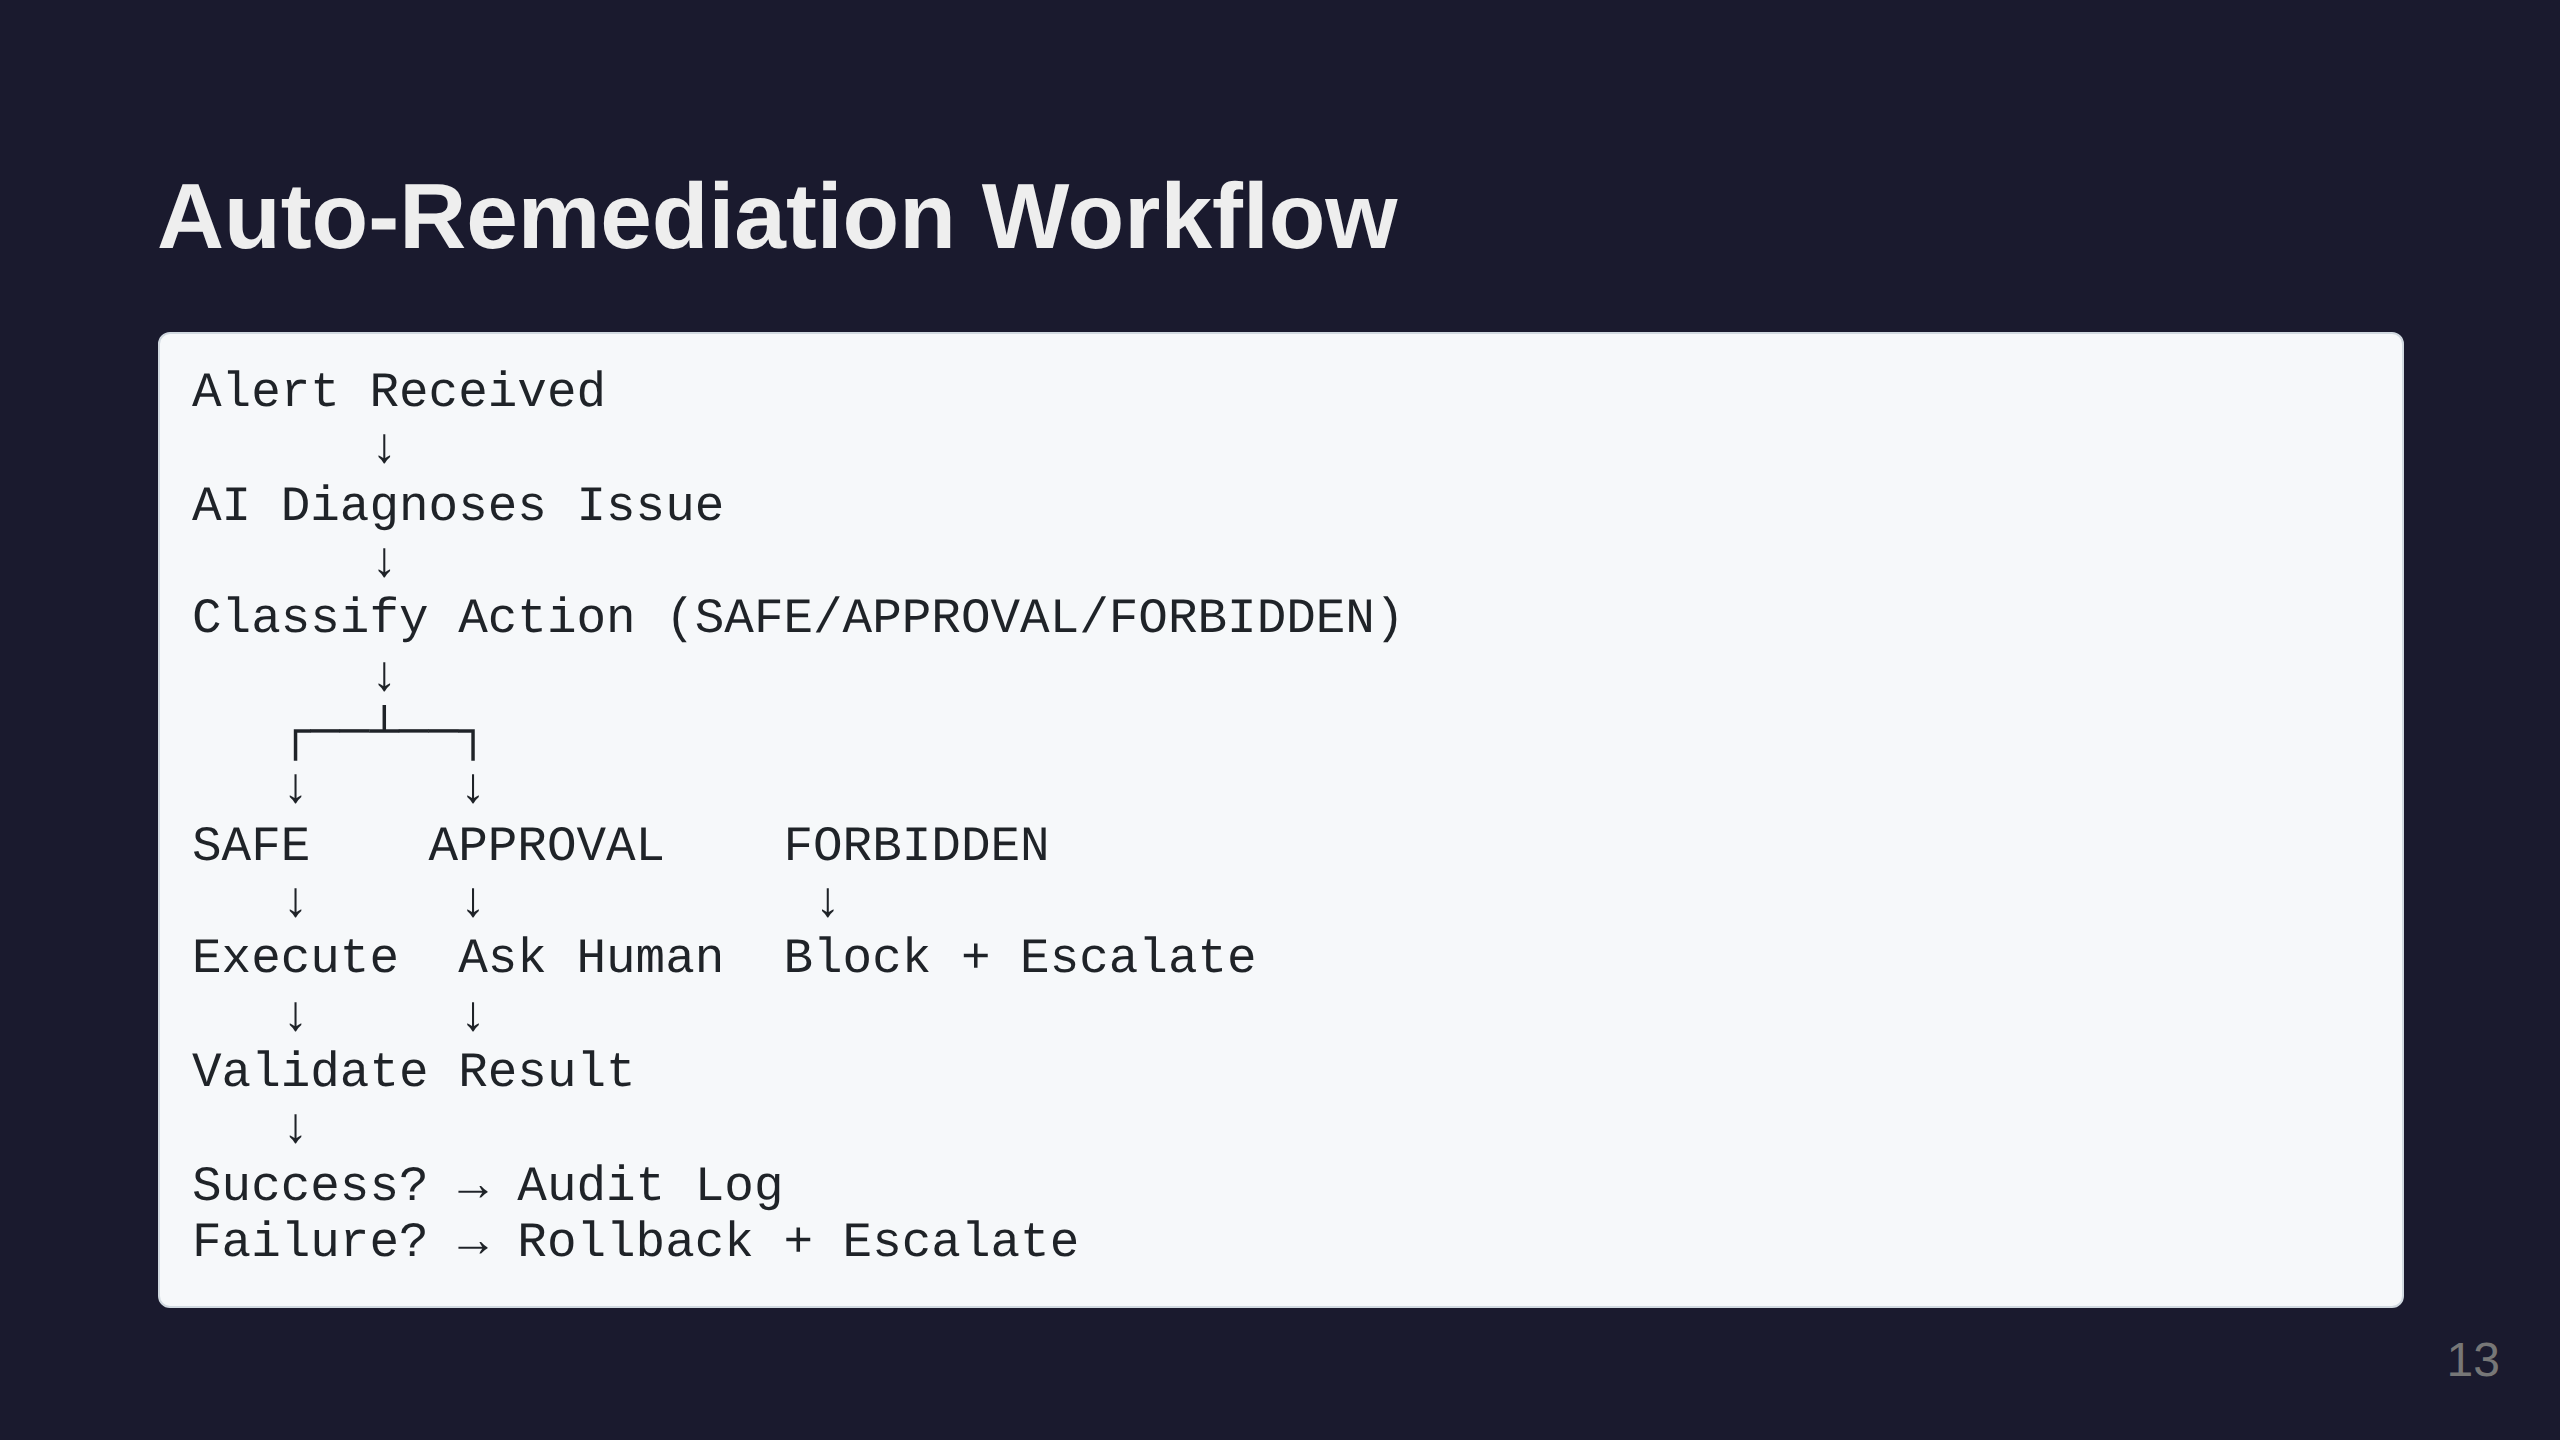 Auto-Remediation Workflow
Alert Received
↓
AI Diagnoses Issue
↓
Classify Action (SAFE/APPROVAL/FORBIDDEN)
↓
┌──┴──┐
↓     ↓
SAFE    APPROVAL    FORBIDDEN
↓     ↓           ↓
Execute  Ask Human  Block + Escalate
↓     ↓
Validate Result
↓
Success? → Audit Log
Failure? → Rollback + Escalate
13